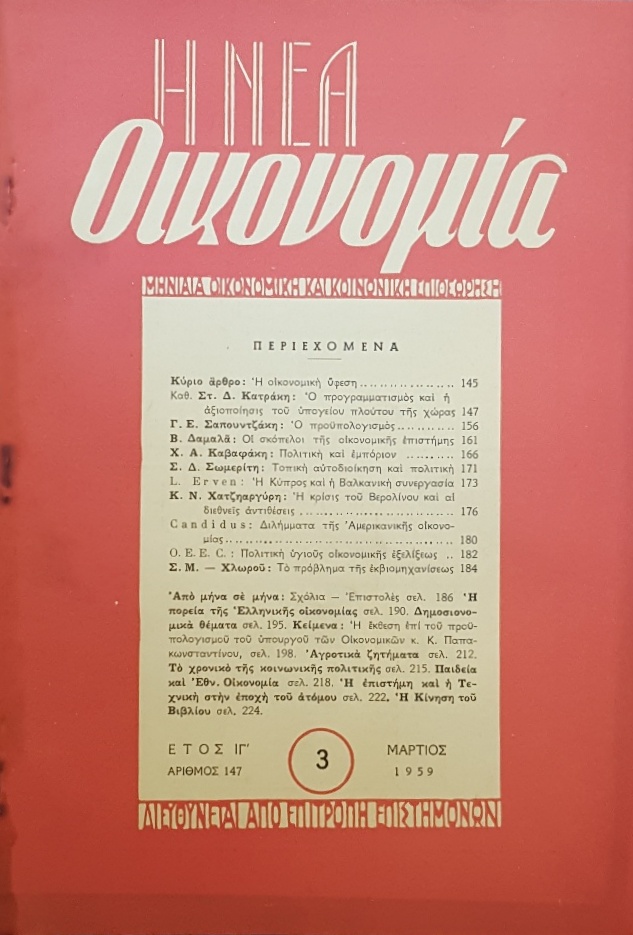 Η ΝΕΑ
Οικονομία
ΜΗΝΙΑΙΑ ΟΙΚΟΝΟΜΙΚΗ ΚΑΙ ΚΟΙΝΩΝΙΚΗ ΕΠΙΘΕΩΡΗΣΗ
ΠΕΡΙΕΧΟΜΕΝΑ
Κύριο ἄρθρο: Ἡ οἰκονομικὴ ὕφεση .................. 145
Καθ. Στ. Δ. Κατράκη: Ὁ προγραμματισμὸς καὶ ἡ
ἀξιοποίησις τοῦ ὑπογείου πλούτου τῆς χώρας 147
Γ. Ε. Σαπουντζάκη: Ὁ προϋπολογισμὸς ............. 156
Β. Δαμαλᾶ: Οἱ σκόπελοι τῆς οἰκονομικῆς ἐπιστήμης 161
Χ. Α. Καβαφάκη: Πολιτικὴ καὶ ἐμπόριον .......... 166
Σ. Δ. Σωμερίτη: Τοπικὴ αὐτοδιοίκηση καὶ πολιτικὴ 171
L. Erven: Ἡ Κύπρος καὶ ἡ Βαλκανικὴ συνεργασία 173
Κ. Ν. Χατζηαργύρη: Ἡ κρίσις τοῦ Βερολίνου καὶ αἱ
διεθνεῖς ἀντιθέσεις ............................ 176
Candidus: Διλήμματα τῆς Ἀμερικανικῆς οἰκονο-
μίας ............................................ 180
O.E.E.C.: Πολιτικὴ ὑγιοῦς οἰκονομικῆς ἐξελίξεως .. 182
Σ. Μ. — Χλωροῦ: Τὸ πρόβλημα τῆς ἐκβιομηχανίσεως 184
Ἀπὸ μήνα σὲ μήνα: Σχόλια — Ἐπιστολὲς σελ. 186 Ἡ
πορεία τῆς Ἑλληνικῆς οἰκονομίας σελ. 190. Δημοσιονο-
μικὰ θέματα σελ. 195. Κείμενα: Ἡ ἔκθεση ἐπὶ τοῦ προϋ-
πολογισμοῦ τοῦ ὑπουργοῦ τῶν Οἰκονομικῶν κ. Κ. Παπα-
κωνσταντίνου, σελ. 198. Ἀγροτικὰ ζητήματα σελ. 212.
Τὸ χρονικὸ τῆς κοινωνικῆς πολιτικῆς σελ. 215. Παιδεία
καὶ Ἐθν. Οἰκονομία σελ. 218. Ἡ ἐπιστήμη καὶ ἡ Τε-
χνικὴ στὴν ἐποχὴ τοῦ ἀτόμου σελ. 222. Ἡ Κίνηση τοῦ
Βιβλίου σελ. 224.
ΕΤΟΣ ΙΓ' 3 ΜΑΡΤΙΟΣ
ΑΡΙΘΜΟΣ 147 1959
ΔΙΕΥΘΥΝΕΤΑΙ ΑΠΟ ΕΠΙΤΡΟΠΗ ΕΠΙΣΤΗΜΟΝΩΝ